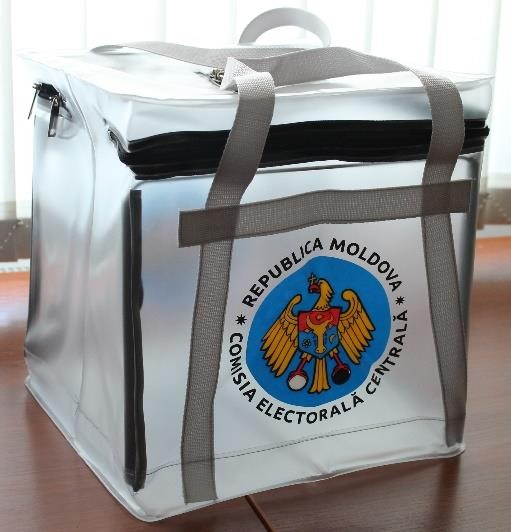 REPUBLICA MOLDOVA
COMISIA ELECTORALĂ CENTRALĂ